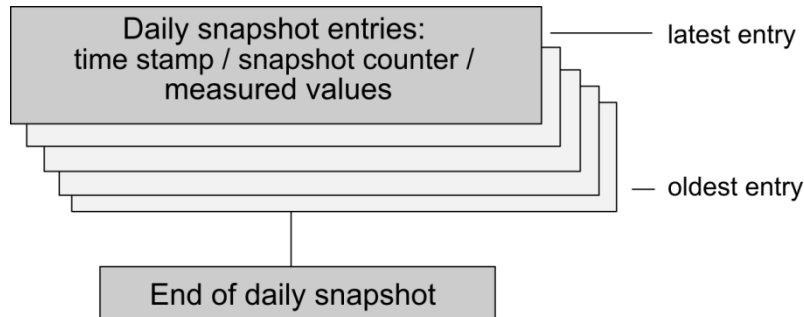 Daily snapshot entries:
time stamp / snapshot counter /
measured values
latest entry
oldest entry
End of daily snapshot